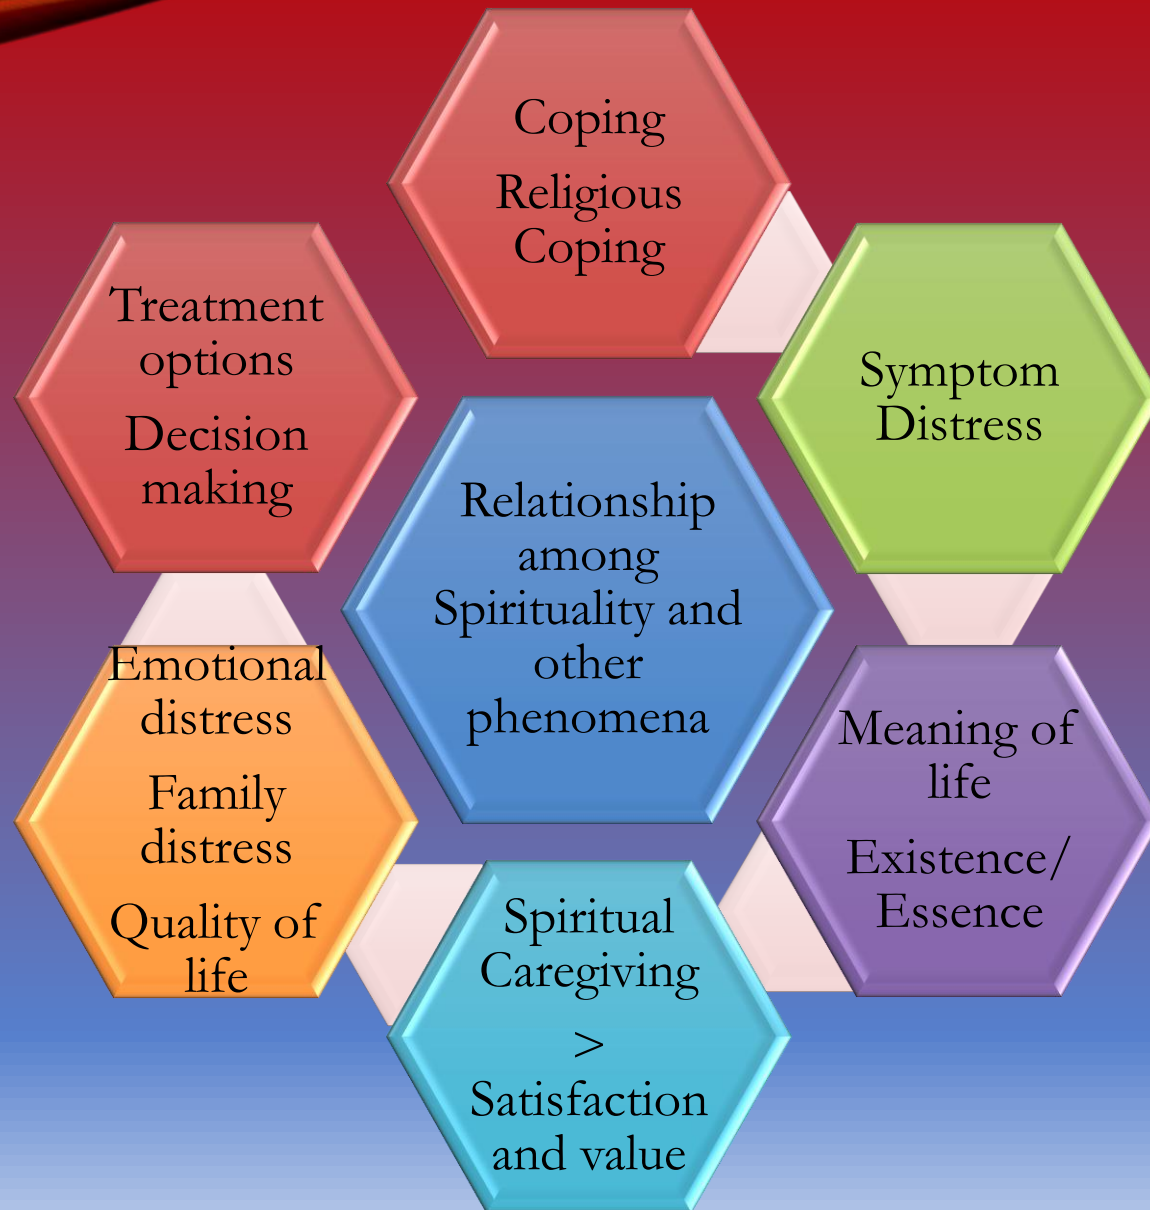 Coping
Religious
Coping
Treatment
options
Decision
making
Symptom
Distress
Relationship
among
Spirituality and
other
phenomena
Emotional
distress
Family
distress
Quality of
life
Meaning of
life
Existence/
Essence
Spiritual
Caregiving
>
Satisfaction
and value